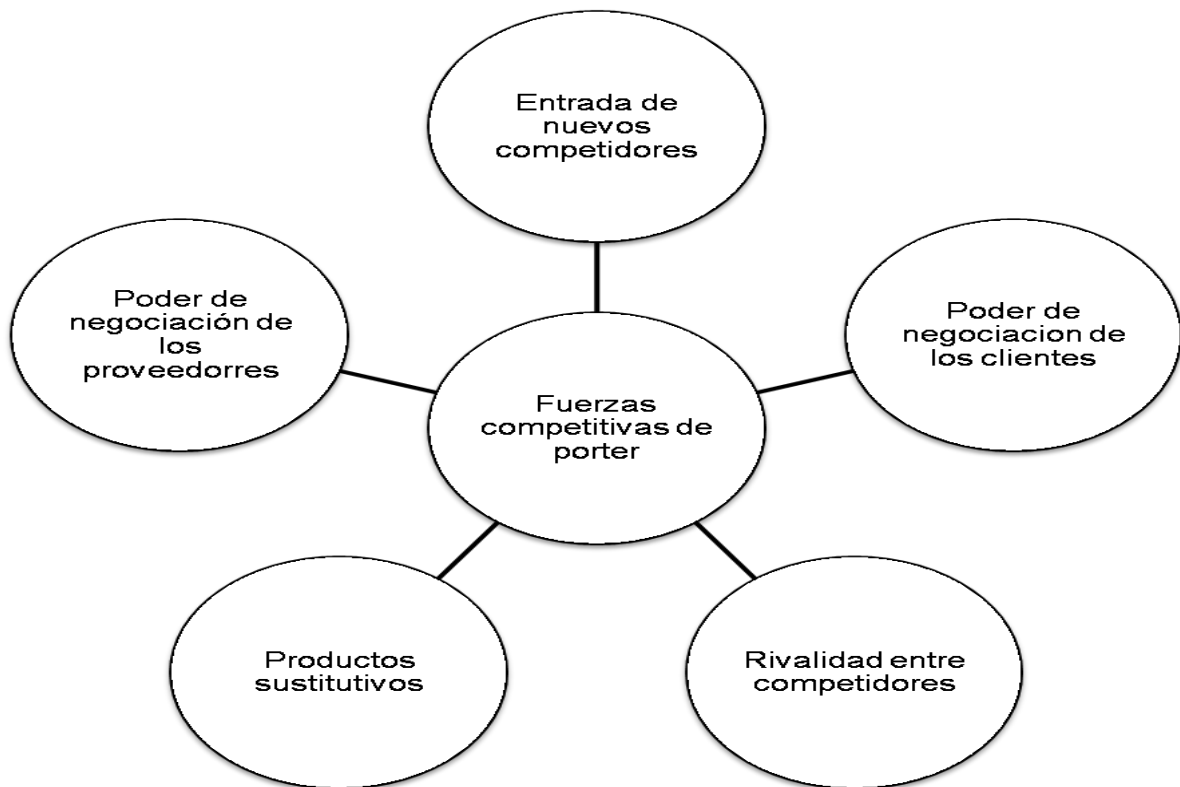 Entrada de
nuevos
competidores
Poder de
negociación de
los
proveedorres
Poder de
negociacion de
los clientes
Fuerzas
competitivas de
porter
Productos
sustitutivos
Rivalidad entre
competidores